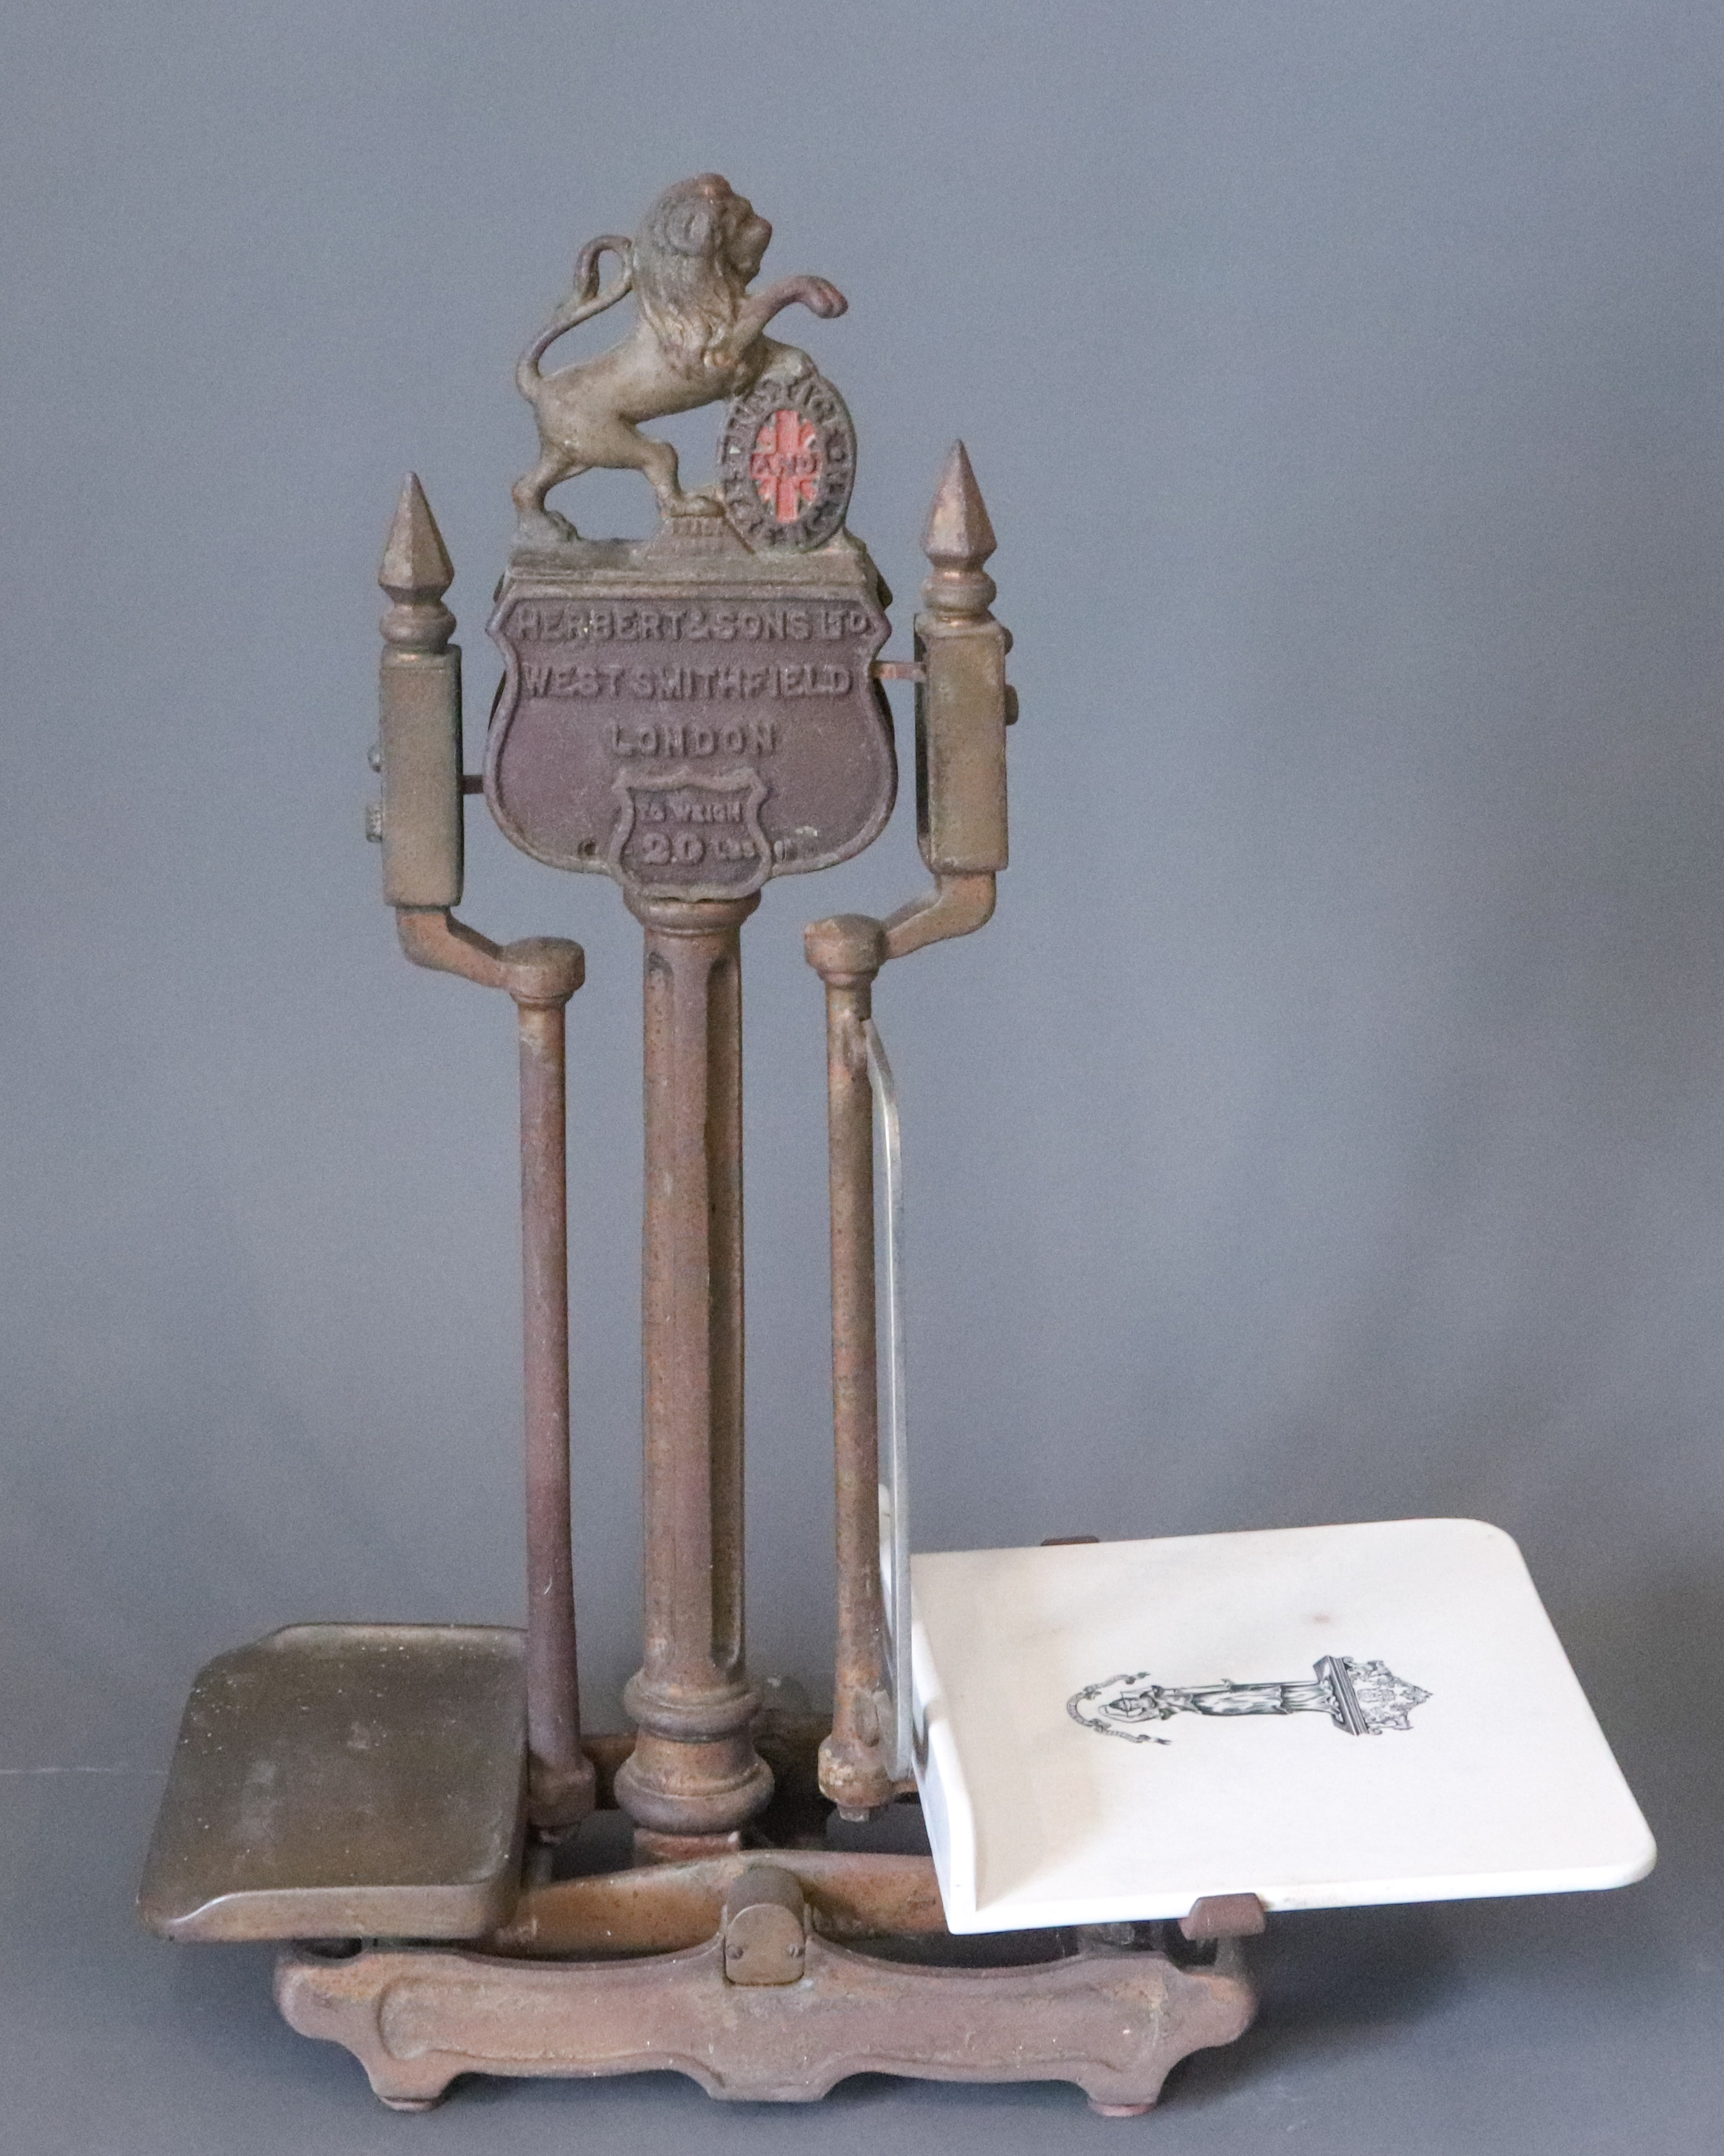 AND
HERBERT & SONS LTD
WEST SMITHFIELD
LONDON
TO WEIGH
20 LBS